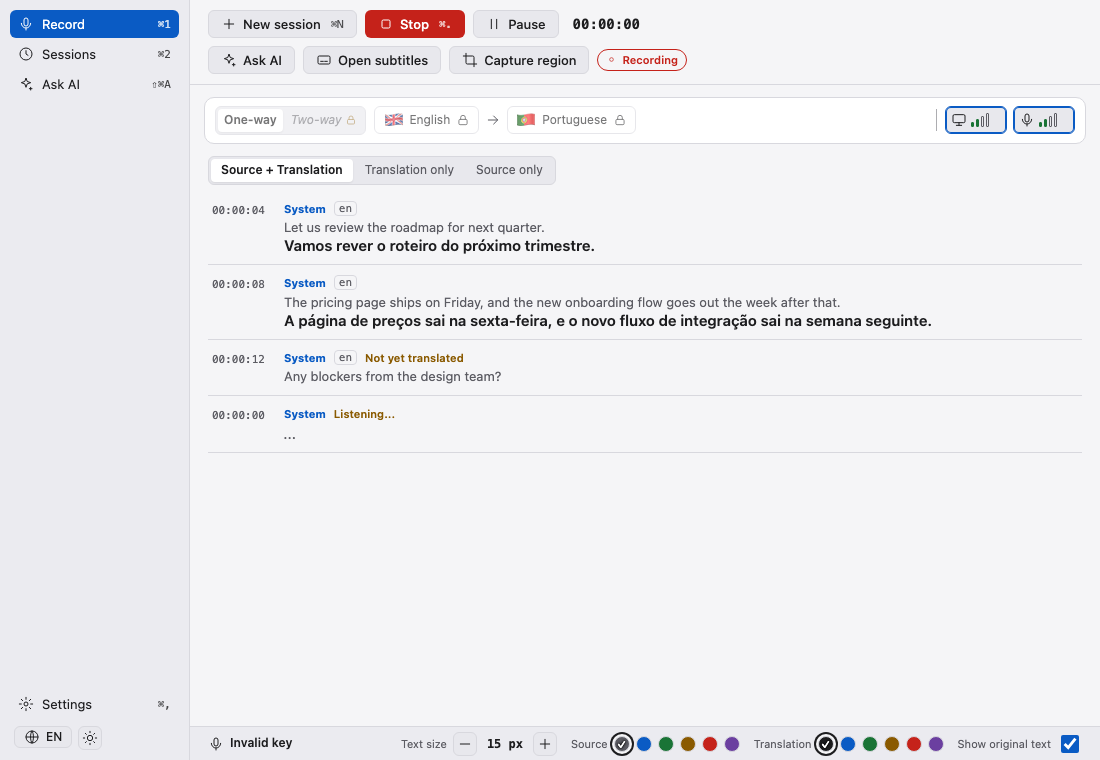 Record ⌘1
Sessions ⌘2
Ask AI ⇧⌘A
Settings ⌘,
EN
New session ⌘N Stop ⌘. Pause 00:00:00
Ask AI Open subtitles Capture region Recording
One-way Two-way English → Portuguese
Source + Translation Translation only Source only
00:00:04 System en
Let us review the roadmap for next quarter.
Vamos rever o roteiro do próximo trimestre.
00:00:08 System en
The pricing page ships on Friday, and the new onboarding flow goes out the week after that.
A página de preços sai na sexta-feira, e o novo fluxo de integração sai na semana seguinte.
00:00:12 System en Not yet translated
Any blockers from the design team?
00:00:00 System Listening...
...
Invalid key Text size − 15 px + Source Translation Show original text